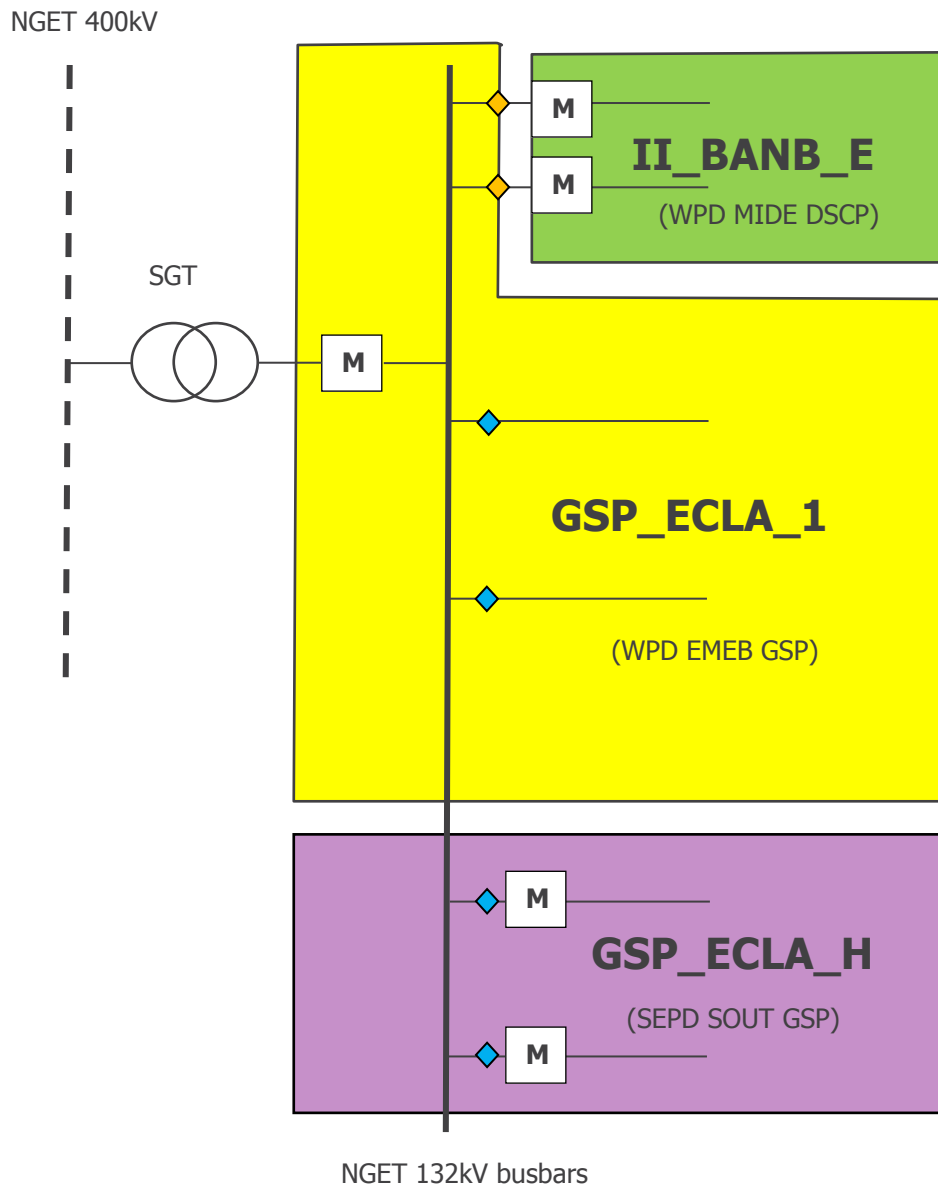 NGET 400kV
M
II_BANB_E
M
(WPD MIDE DSCP)
SGT
M
GSP_ECLA_1
(WPD EMEB GSP)
M
GSP_ECLA_H
(SEPD SOUT GSP)
M
NGET 132kV busbars